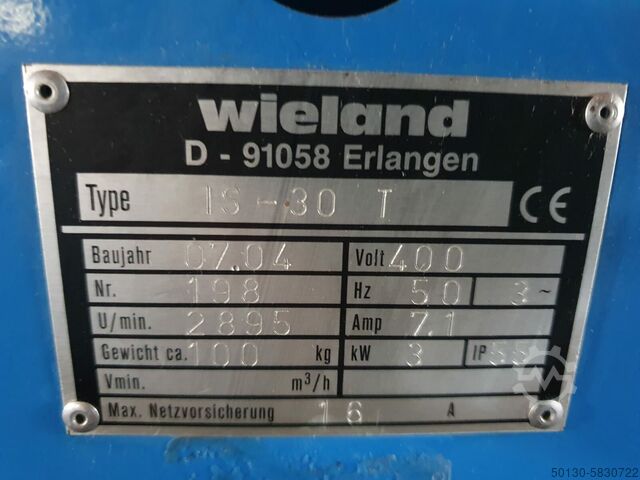 wieland
D - 91058 Erlangen
Type IS-30 T CE
Baujahr 07.04 Volt 400
Nr. 198 Hz 50 3~
U/min. 2895 Amp 7.1
Gewicht ca. 100 kg kW 3 IP 55
Vmin. m³/h
Max. Netzvorsicherung 16 A
50130-5830722